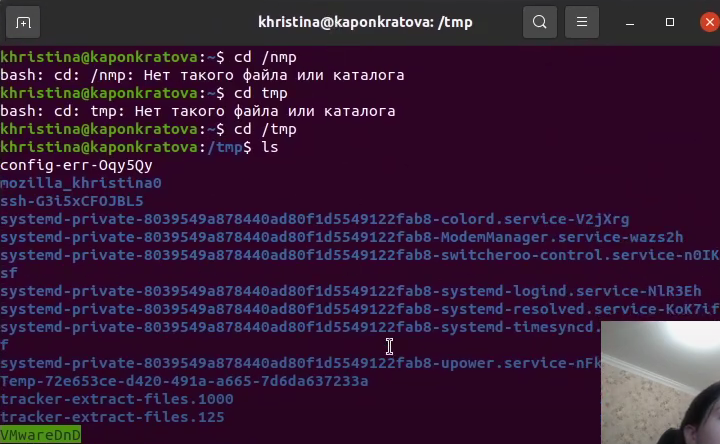 khristina@kaponkratova: /tmp
khristina@kaponkratova:~$ cd /nmp
bash: cd: /nmp: Нет такого файла или каталога
khristina@kaponkratova:~$ cd tmp
bash: cd: tmp: Нет такого файла или каталога
khristina@kaponkratova:~$ cd /tmp
khristina@kaponkratova:/tmp$ ls
config-err-Oqy5Qy
mozilla_khristina0
ssh-G3i5xCFOJBL5
systemd-private-8039549a878440ad80f1d5549122fab8-colord.service-V2jXrg
systemd-private-8039549a878440ad80f1d5549122fab8-ModemManager.service-wazs2h
systemd-private-8039549a878440ad80f1d5549122fab8-switcheroo-control.service-n0IK
sf
systemd-private-8039549a878440ad80f1d5549122fab8-systemd-logind.service-NlR3Eh
systemd-private-8039549a878440ad80f1d5549122fab8-systemd-resolved.service-KoK7if
systemd-private-8039549a878440ad80f1d5549122fab8-systemd-timesyncd.
f
systemd-private-8039549a878440ad80f1d5549122fab8-upower.service-nFk
Temp-72e653ce-d420-491a-a665-7d6da637233a
tracker-extract-files.1000
tracker-extract-files.125
VMwareDnD